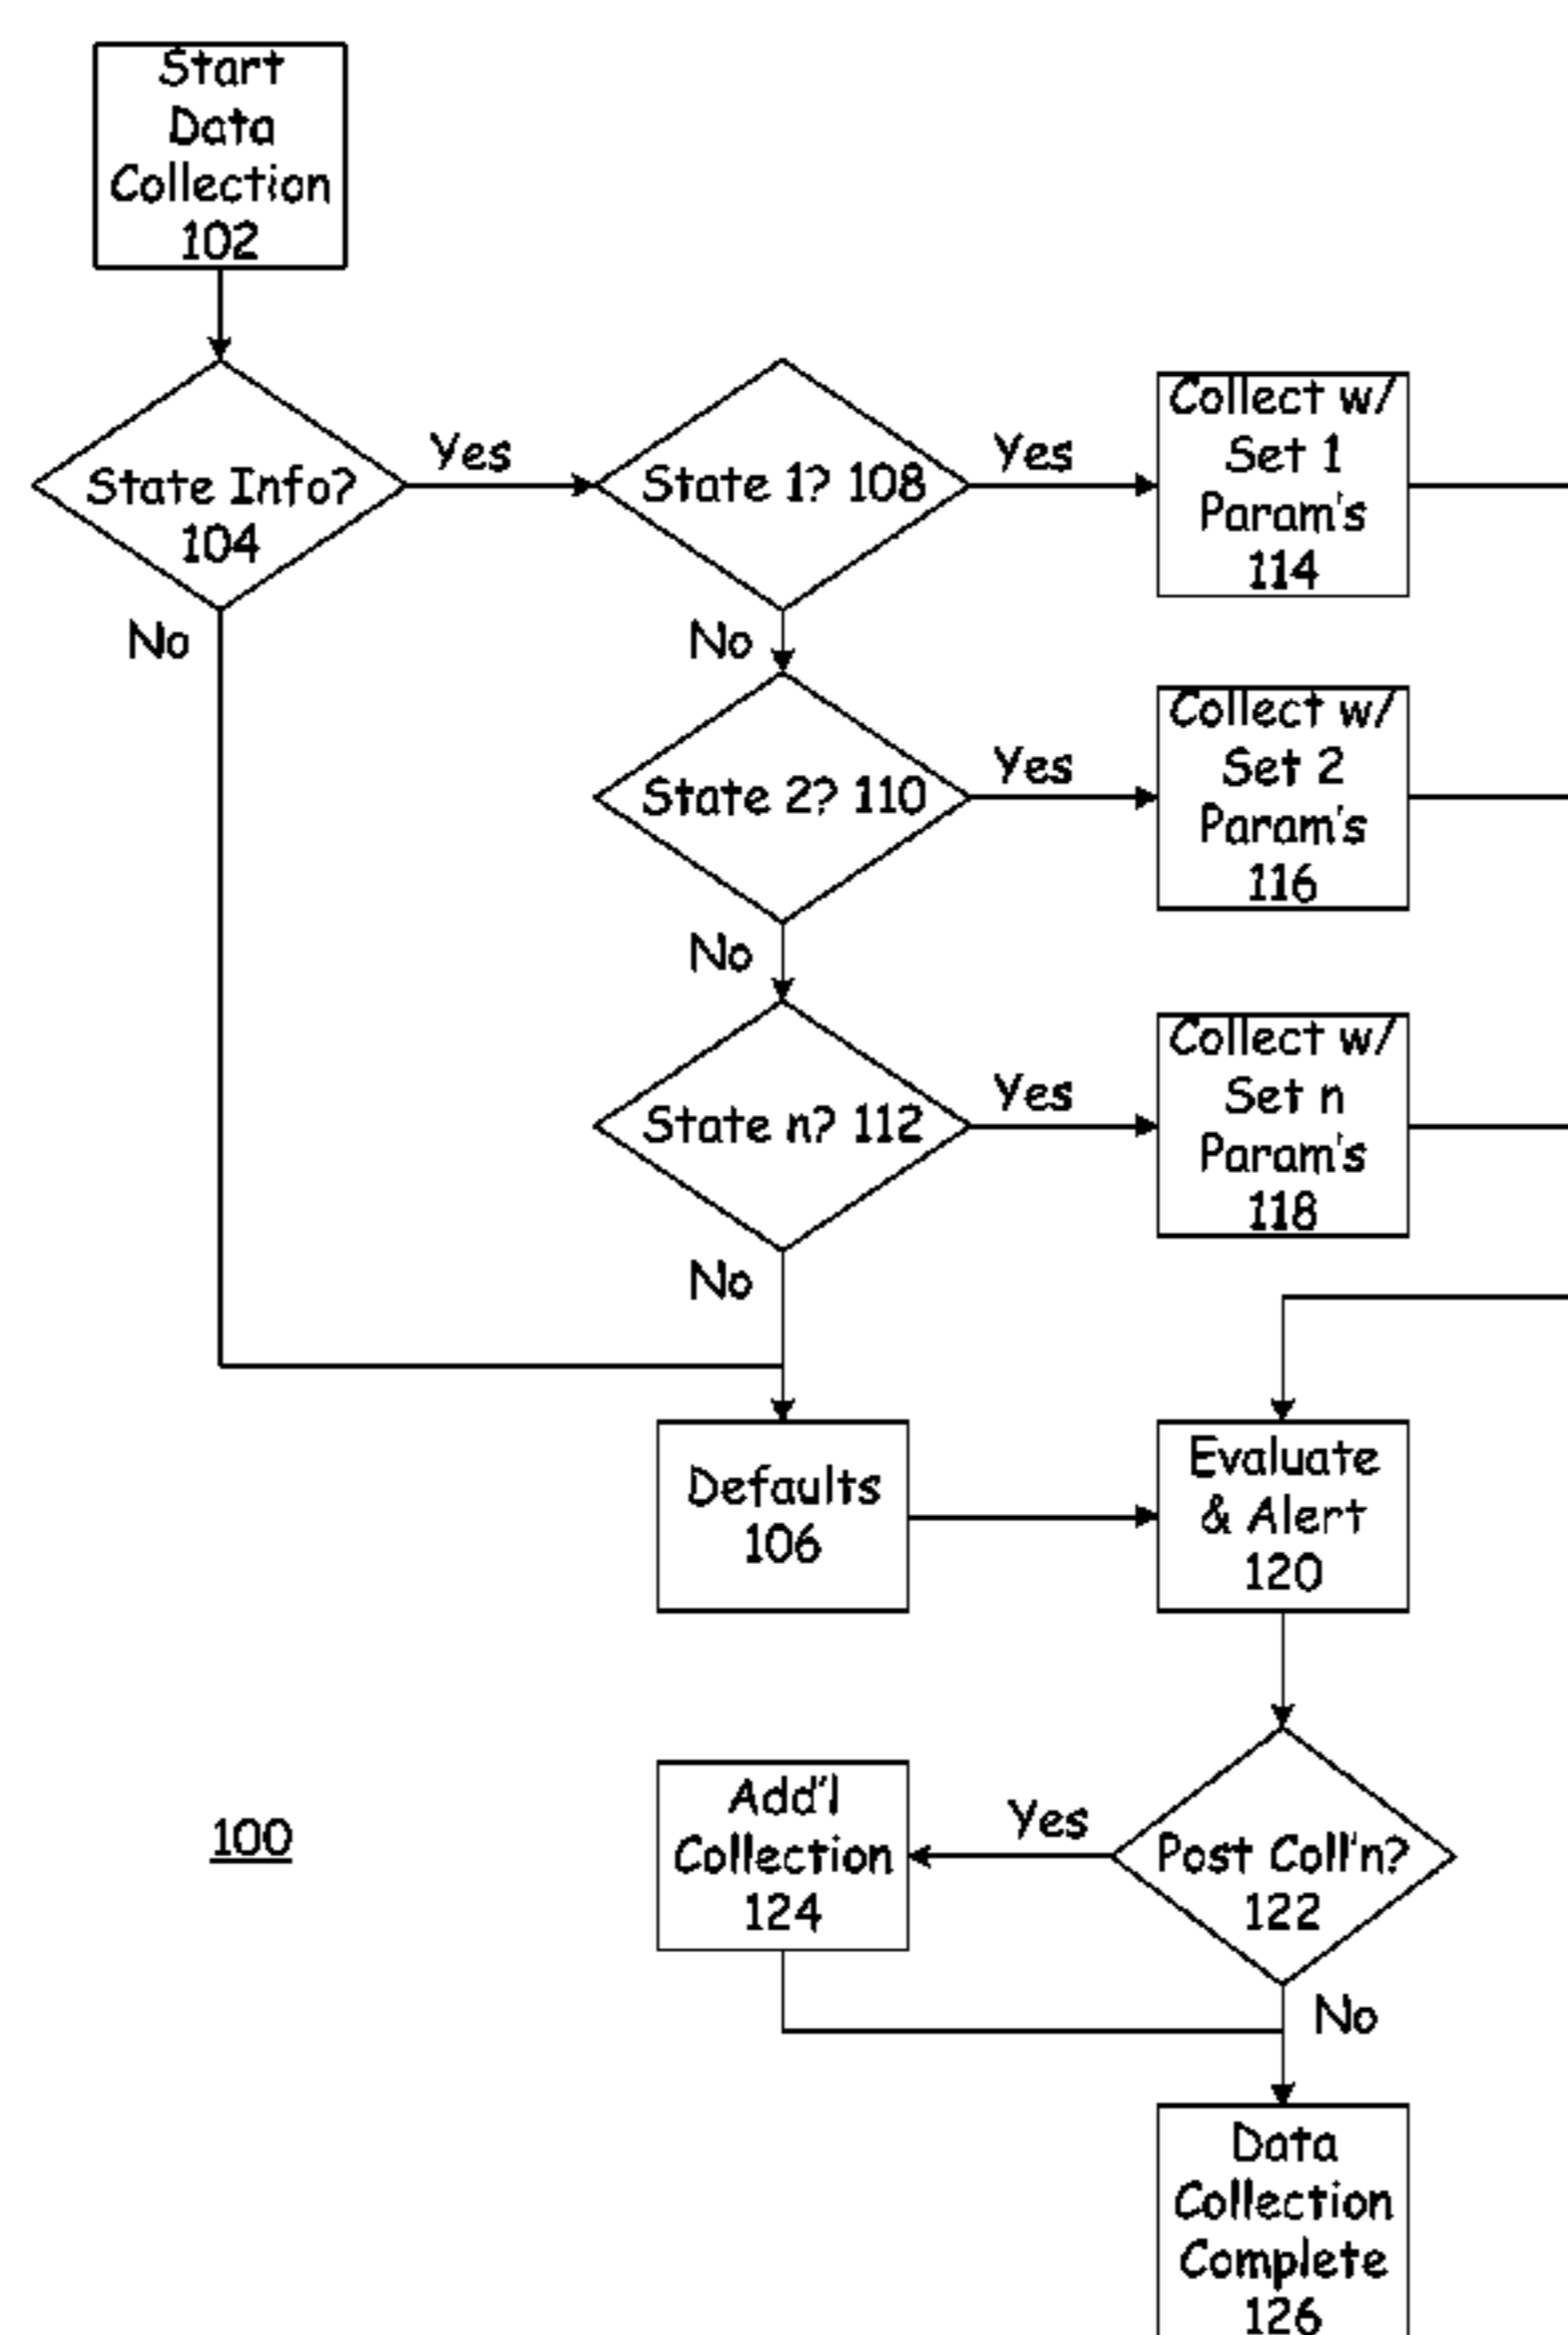 Start
Data
Collection
102
State Info?
104
Yes
No
State 1? 108
Yes
No
Collect w/
Set 1
Param's
114
State 2? 110
Yes
No
Collect w/
Set 2
Param's
116
State n? 112
Yes
No
Collect w/
Set n
Param's
118
Defaults
106
Evaluate
& Alert
120
Post Coll'n?
122
Yes
No
Add'l
Collection
124
100
Data
Collection
Complete
126